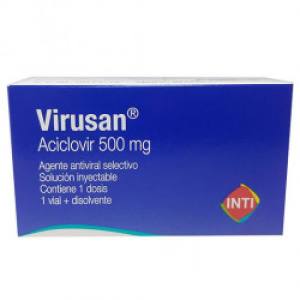 Virusan®
Aciclovir 500 mg
Agente antiviral selectivo
Solución inyectable
Contiene 1 dosis
1 vial + disolvente
INTI